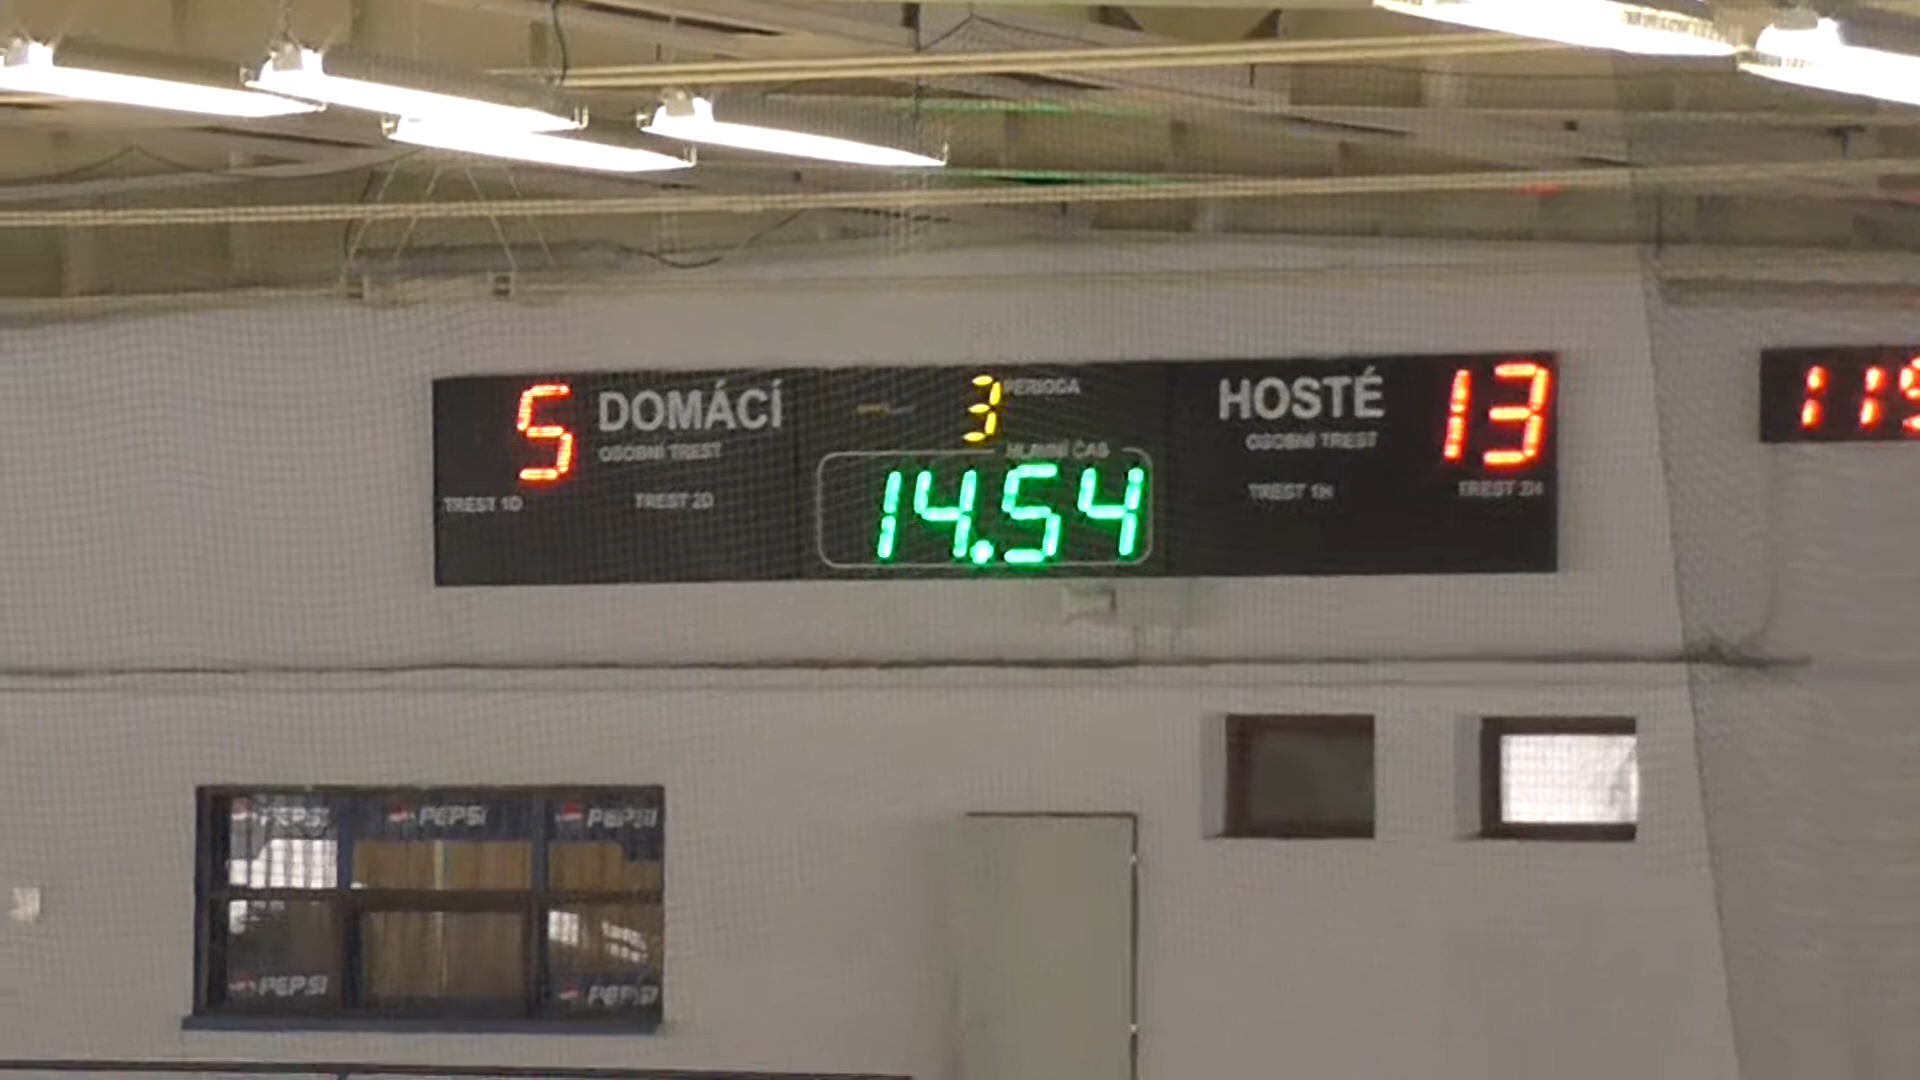 5 DOMÁCÍ 3 PERIODA HOSTÉ 13
OSOBNÍ TREST HLAVNÍ ČAS OSOBNÍ TREST
TREST 1D TREST 2D 14.54 TREST 1H TREST 2H
PEPSI PEPSI PEPSI
PEPSI PEPSI